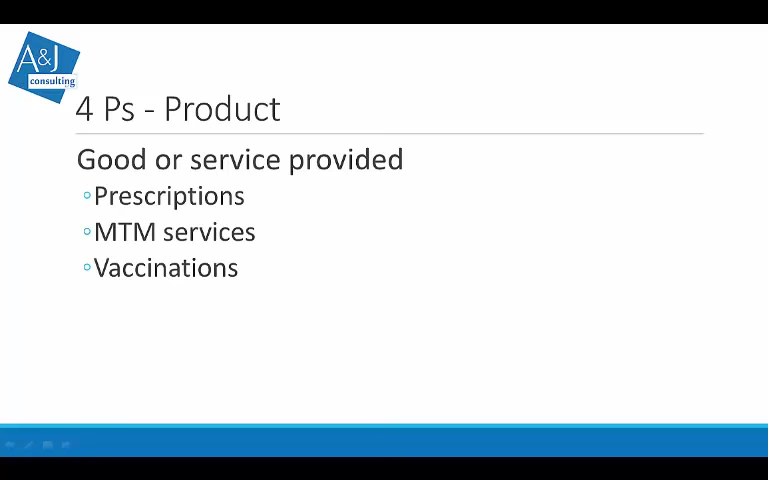 A&J
consulting
4 Ps - Product
Good or service provided
Prescriptions
MTM services
Vaccinations